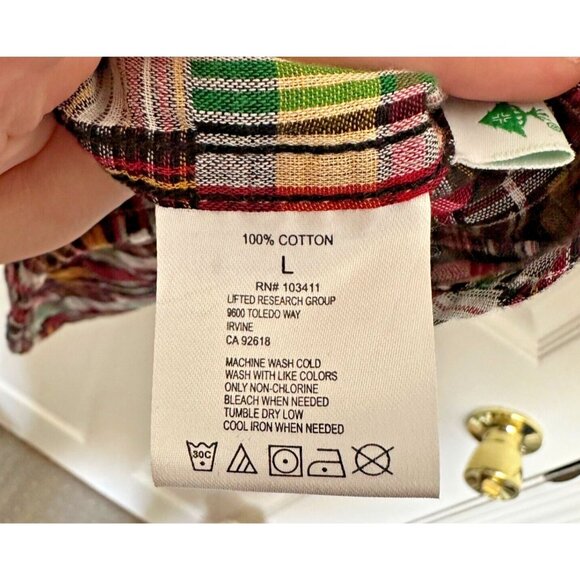 100% COTTON
L
RN# 103411
LIFTED RESEARCH GROUP
9600 TOLEDO WAY
IRVINE
CA 92618
MACHINE WASH COLD
WASH WITH LIKE COLORS
ONLY NON-CHLORINE
BLEACH WHEN NEEDED
TUMBLE DRY LOW
COOL IRON WHEN NEEDED
30C